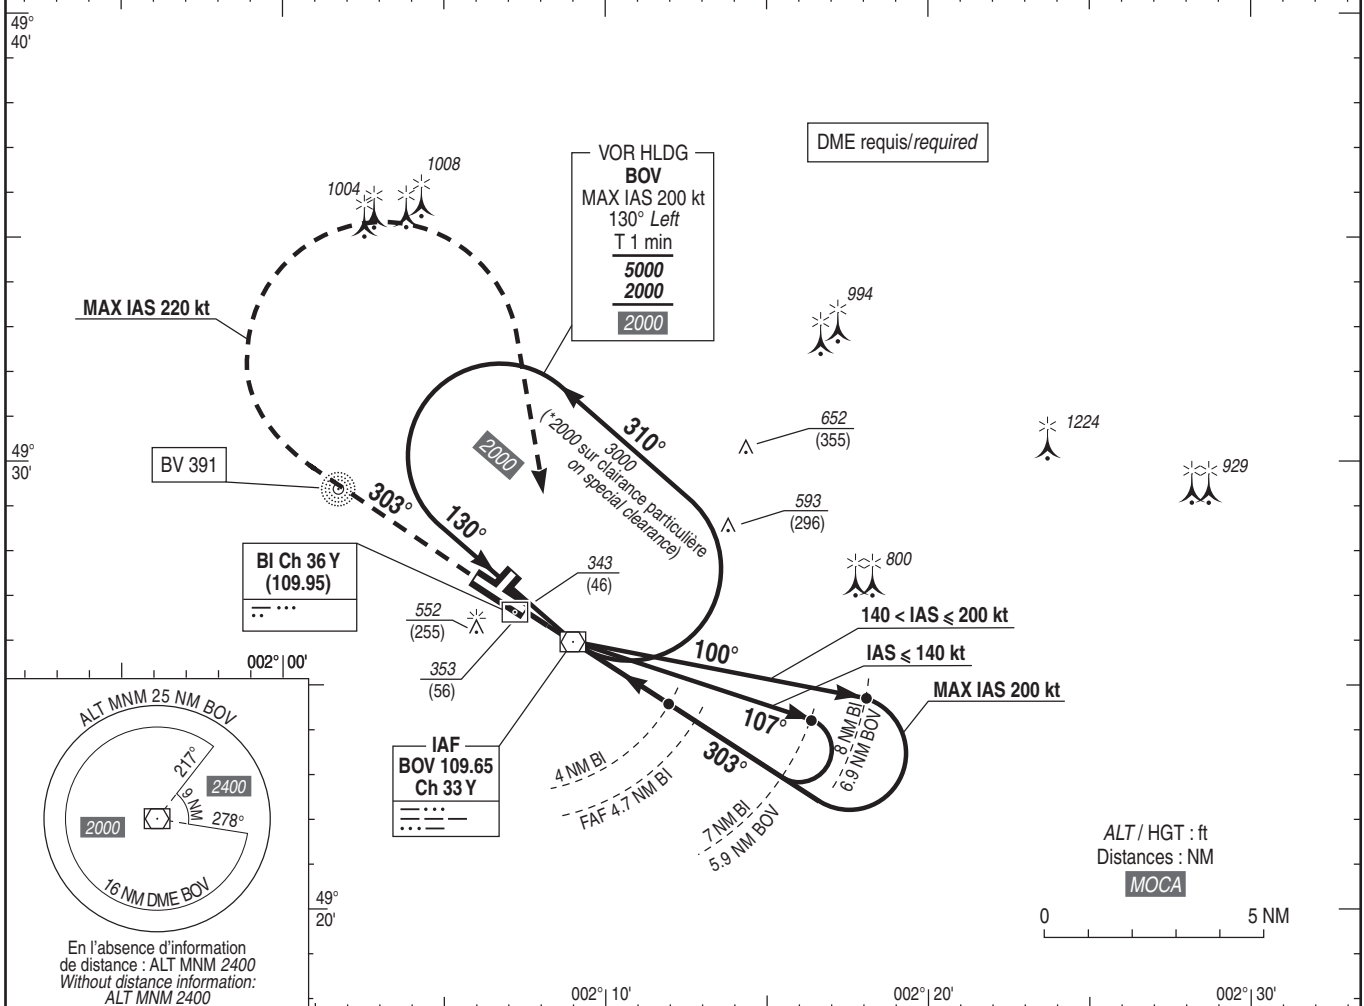 49°
40'
DME requis/required
VOR HLDG
BOV
MAX IAS 200 kt
130° Left
T 1 min
5000
2000
2000
1008
1004
MAX IAS 220 kt
994
BV 391
49°
30'
2000
310°
3000
(*2000 sur clairance particulière
on special clearance)
652
(355)
1224
929
593
(296)
303°
130°
BI Ch 36 Y
(109.95)
343
(46)
800
552
(255)
353
(56)
140 < IAS ⩽ 200 kt
100°
IAS ⩽ 140 kt
MAX IAS 200 kt
107°
303°
8 NM BI
6.9 NM BOV
4 NM BI
FAF 4.7 NM BI
7 NM BI
5.9 NM BOV
IAF
BOV 109.65
Ch 33 Y
002° 00'
ALT MNM 25 NM BOV
217°
2400
9 NM
278°
2000
16 NM DME BOV
En l'absence d'information
de distance : ALT MNM 2400
Without distance information:
ALT MNM 2400
49°
20'
ALT / HGT : ft
Distances : NM
MOCA
0 5 NM
002° 10'
002° 20'
002° 30'